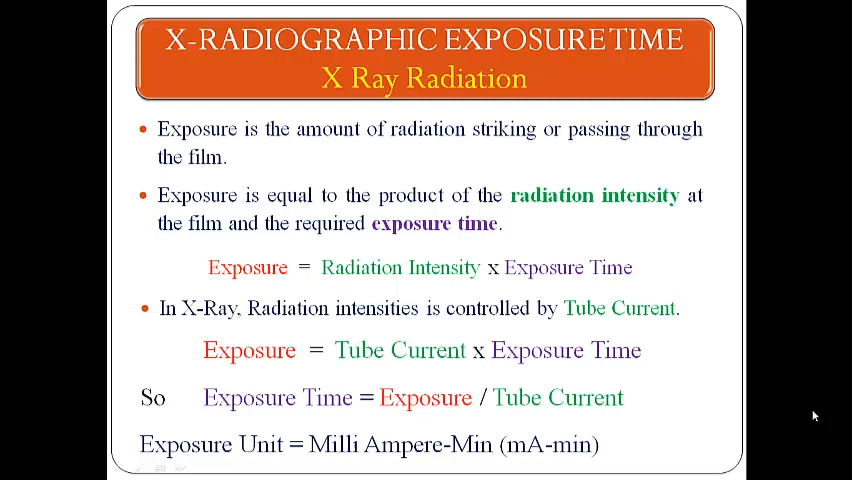 X-RADIOGRAPHIC EXPOSURE TIME
X Ray Radiation
• Exposure is the amount of radiation striking or passing through
the film.
• Exposure is equal to the product of the radiation intensity at
the film and the required exposure time.
Exposure = Radiation Intensity x Exposure Time
• In X-Ray, Radiation intensities is controlled by Tube Current.
Exposure = Tube Current x Exposure Time
So Exposure Time = Exposure / Tube Current
Exposure Unit = Milli Ampere-Min (mA-min)